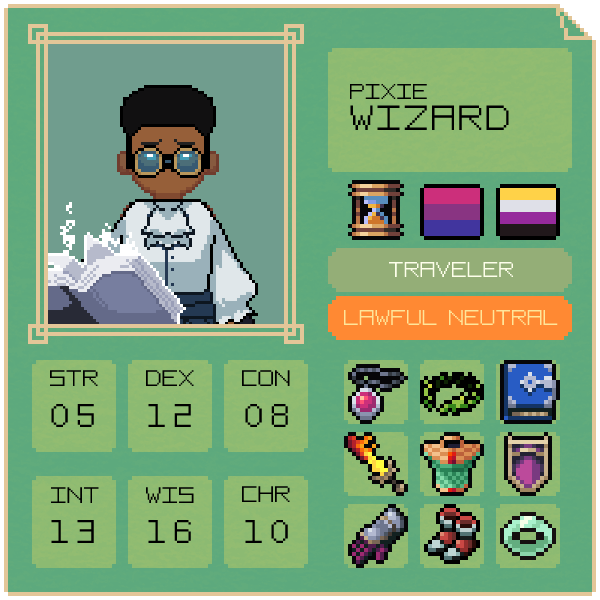 PIXIE
WIZARD
TRAVELER
LAWFUL NEUTRAL
STR
05
DEX
12
CON
08
INT
13
WIS
16
CHR
10